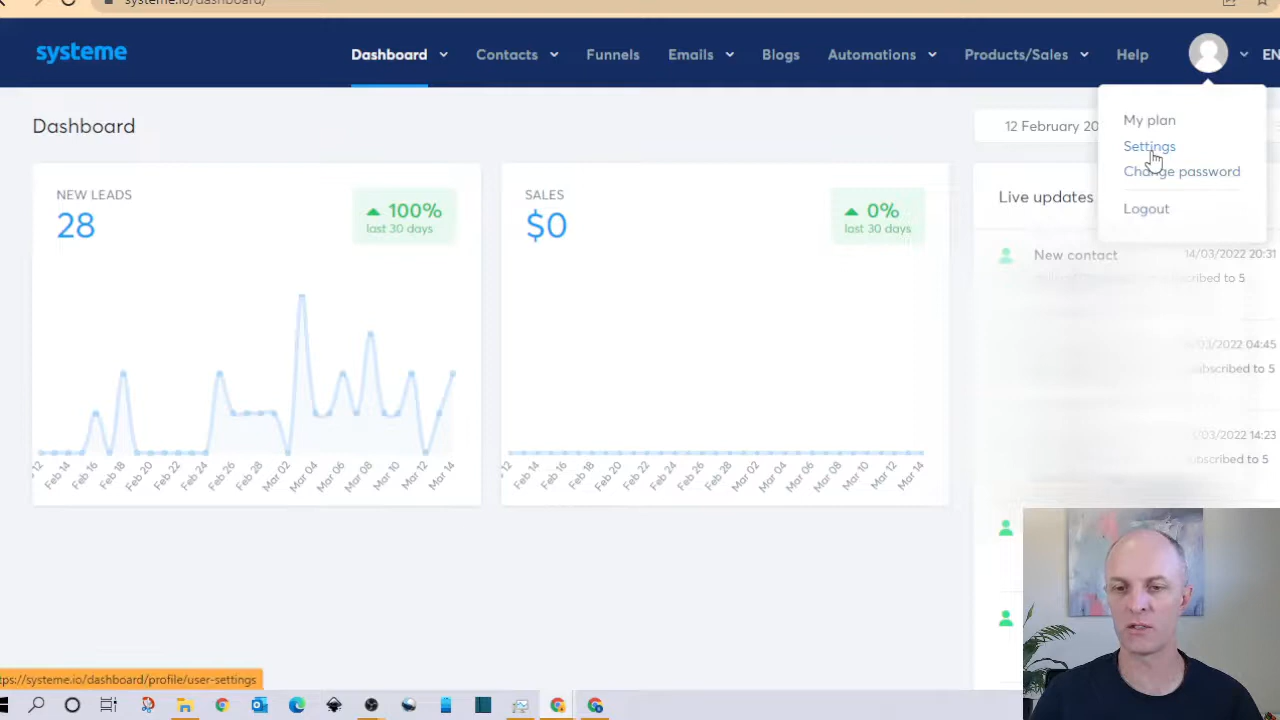 systeme.io/dashboard/
systeme
Dashboard
Contacts
Funnels
Emails
Blogs
Automations
Products/Sales
Help
EN
My plan
Settings
Change password
Logout
Dashboard
12 February 20
NEW LEADS
28
100%
last 30 days
Feb 14
Feb 16
Feb 18
Feb 20
Feb 22
Feb 24
Feb 26
Feb 28
Mar 02
Mar 04
Mar 06
Mar 08
Mar 10
Mar 12
Mar 14
SALES
$0
0%
last 30 days
Feb 14
Feb 16
Feb 18
Feb 20
Feb 22
Feb 24
Feb 26
Feb 28
Mar 02
Mar 04
Mar 06
Mar 08
Mar 10
Mar 12
Mar 14
Live updates
New contact
14/03/2022 20:31
cribed to 5
/03/2022 04:45
ubscribed to 5
/03/2022 14:23
ubscribed to 5
tps://systeme.io/dashboard/profile/user-settings